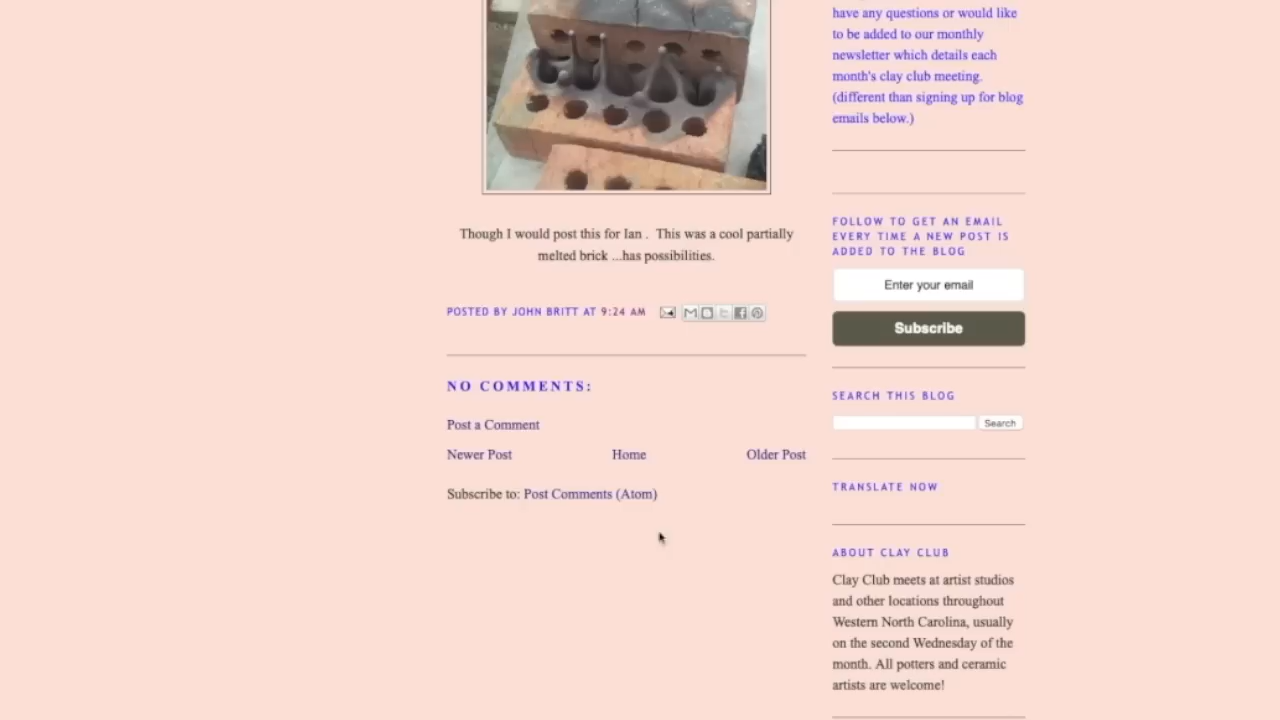 have any questions or would like
to be added to our monthly
newsletter which details each
month's clay club meeting.
(different than signing up for blog
emails below.)
Though I would post this for Ian .  This was a cool partially
melted brick ...has possibilities.
POSTED BY JOHN BRITT AT 9:24 AM
NO COMMENTS:
Post a Comment
Newer Post Home Older Post
Subscribe to: Post Comments (Atom)
FOLLOW TO GET AN EMAIL
EVERY TIME A NEW POST IS
ADDED TO THE BLOG
Enter your email
Subscribe
SEARCH THIS BLOG
Search
TRANSLATE NOW
ABOUT CLAY CLUB
Clay Club meets at artist studios
and other locations throughout
Western North Carolina, usually
on the second Wednesday of the
month. All potters and ceramic
artists are welcome!